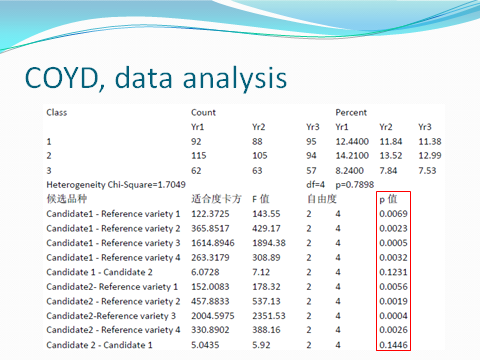 COYD, data analysis
Class Count Percent
Yr1 Yr2 Yr3 Yr1 Yr2 Yr3
1 92 88 95 12.4400 11.84 11.38
2 115 105 94 14.2100 13.52 12.99
3 62 63 57 8.2400 7.84 7.53
Heterogeneity Chi-Square=1.7049 df=4 p=0.7898
候选品种 适合度卡方 F 值 自由度 p 值
Candidate1 - Reference variety 1 122.3725 143.55 2 4 0.0069
Candidate1 - Reference variety 2 365.8517 429.17 2 4 0.0023
Candidate1 - Reference variety 3 1614.8946 1894.38 2 4 0.0005
Candidate1 - Reference variety 4 263.3179 308.89 2 4 0.0032
Candidate 1 - Candidate 2 6.0728 7.12 2 4 0.1231
Candidate2- Reference variety 1 152.0083 178.32 2 4 0.0056
Candidate2 - Reference variety 2 457.8833 537.13 2 4 0.0019
Candidate2-Reference variety 3 2004.5975 2351.53 2 4 0.0004
Candidate2 - Reference variety 4 330.8902 388.16 2 4 0.0026
Candidate 2 - Candidate 1 5.0435 5.92 2 4 0.1446